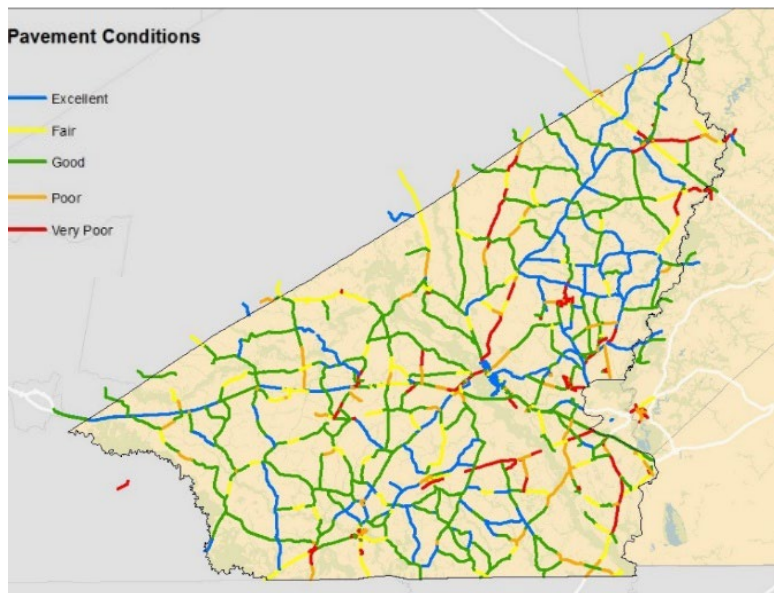 Pavement Conditions
Excellent
Fair
Good
Poor
Very Poor